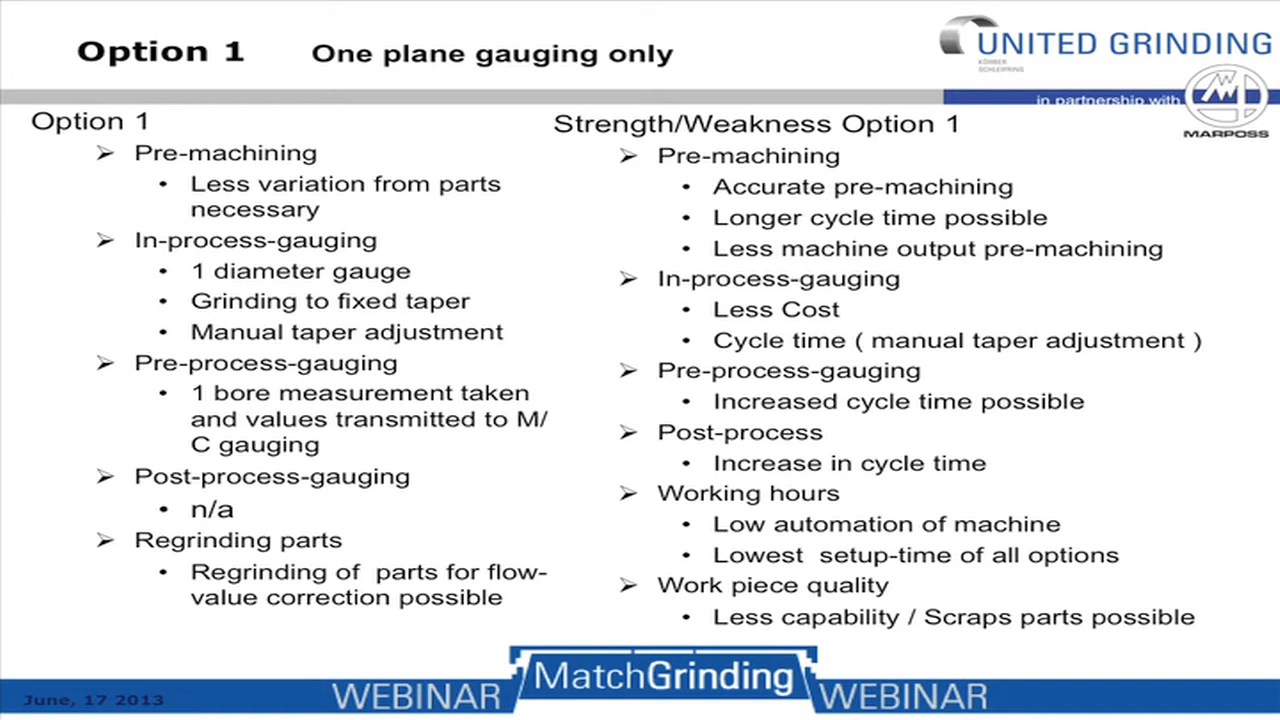 Option 1 One plane gauging only
UNITED GRINDING
KÖRBER
SCHLEIFRING
in partnership with
MARPOSS
Option 1
➢ Pre-machining
• Less variation from parts
necessary
➢ In-process-gauging
• 1 diameter gauge
• Grinding to fixed taper
• Manual taper adjustment
➢ Pre-process-gauging
• 1 bore measurement taken
and values transmitted to M/
C gauging
➢ Post-process-gauging
• n/a
➢ Regrinding parts
• Regrinding of parts for flow-
value correction possible
Strength/Weakness Option 1
➢ Pre-machining
• Accurate pre-machining
• Longer cycle time possible
• Less machine output pre-machining
➢ In-process-gauging
• Less Cost
• Cycle time ( manual taper adjustment )
➢ Pre-process-gauging
• Increased cycle time possible
➢ Post-process
• Increase in cycle time
➢ Working hours
• Low automation of machine
• Lowest setup-time of all options
➢ Work piece quality
• Less capability / Scraps parts possible
June, 17 2013
WEBINAR MatchGrinding WEBINAR